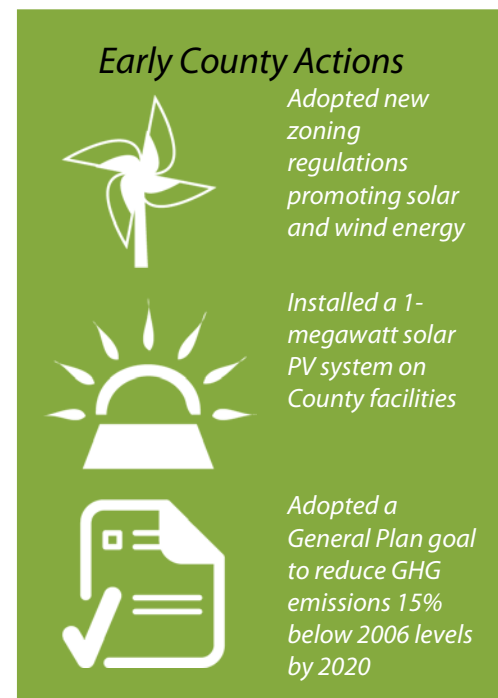 Early County Actions
Adopted new
zoning
regulations
promoting solar
and wind energy
Installed a 1-
megawatt solar
PV system on
County facilities
Adopted a
General Plan goal
to reduce GHG
emissions 15%
below 2006 levels
by 2020